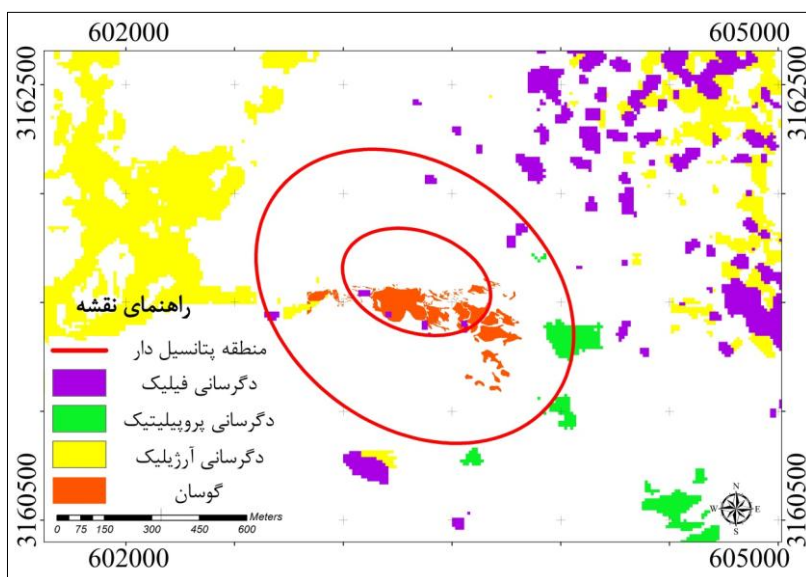 602000 605000
3162500 3162500
راهنمای نقشه
منطقه پتانسیل دار
دگرسانی فیلیک
دگرسانی پروپیلیتیک
دگرسانی آرژیلیک
گوسان
Meters
0 75 150 300 450 600
N
W E
S
3160500 3160500
602000 605000